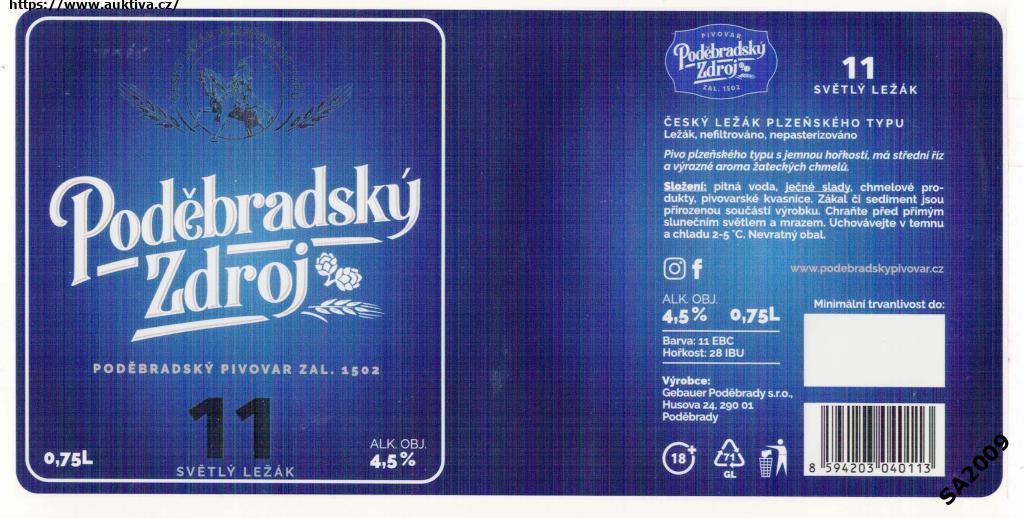 https://www.auktiva.cz/
Poděbradský
Zdroj
PODĚBRADSKÝ PIVOVAR ZAL. 1502
11
SVĚTLÝ LEŽÁK
0,75L
ALK. OBJ.
4,5%
PIVOVAR
Poděbradský
Zdroj
ZAL. 1502
11
SVĚTLÝ LEŽÁK
ČESKÝ LEŽÁK PLZEŇSKÉHO TYPU
Ležák, nefiltrováno, nepasterizováno
Pivo plzeňského typu s jemnou hořkostí, má střední říz
a výrazné aroma žateckých chmelů.
Složení: pitná voda, ječné slady, chmelové pro-
dukty, pivovarské kvasnice. Zákal či sediment jsou
přirozenou součástí výrobku. Chraňte před přímým
slunečním světlem a mrazem. Uchovávejte v temnu
a chladu 2-5 °C. Nevratný obal.
www.podebradskypivovar.cz
ALK. OBJ.
4,5% 0,75L
Minimální trvanlivost do:
Barva: 11 EBC
Hořkost: 28 IBU
Výrobce:
Gebauer Poděbrady s.r.o.,
Husova 24, 290 01
Poděbrady
18+
71
GL
8 594203 040113
SA2009